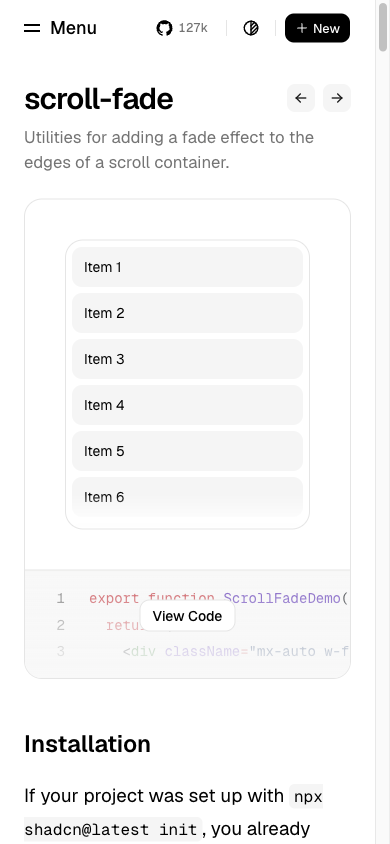 Menu
127k
+ New
scroll-fade
Utilities for adding a fade effect to the
edges of a scroll container.
Item 1
Item 2
Item 3
Item 4
Item 5
Item 6
1 export function ScrollFadeDemo(
View Code
2
3 <div className="mx-auto w-f
Installation
If your project was set up with npx
shadcn@latest init, you already